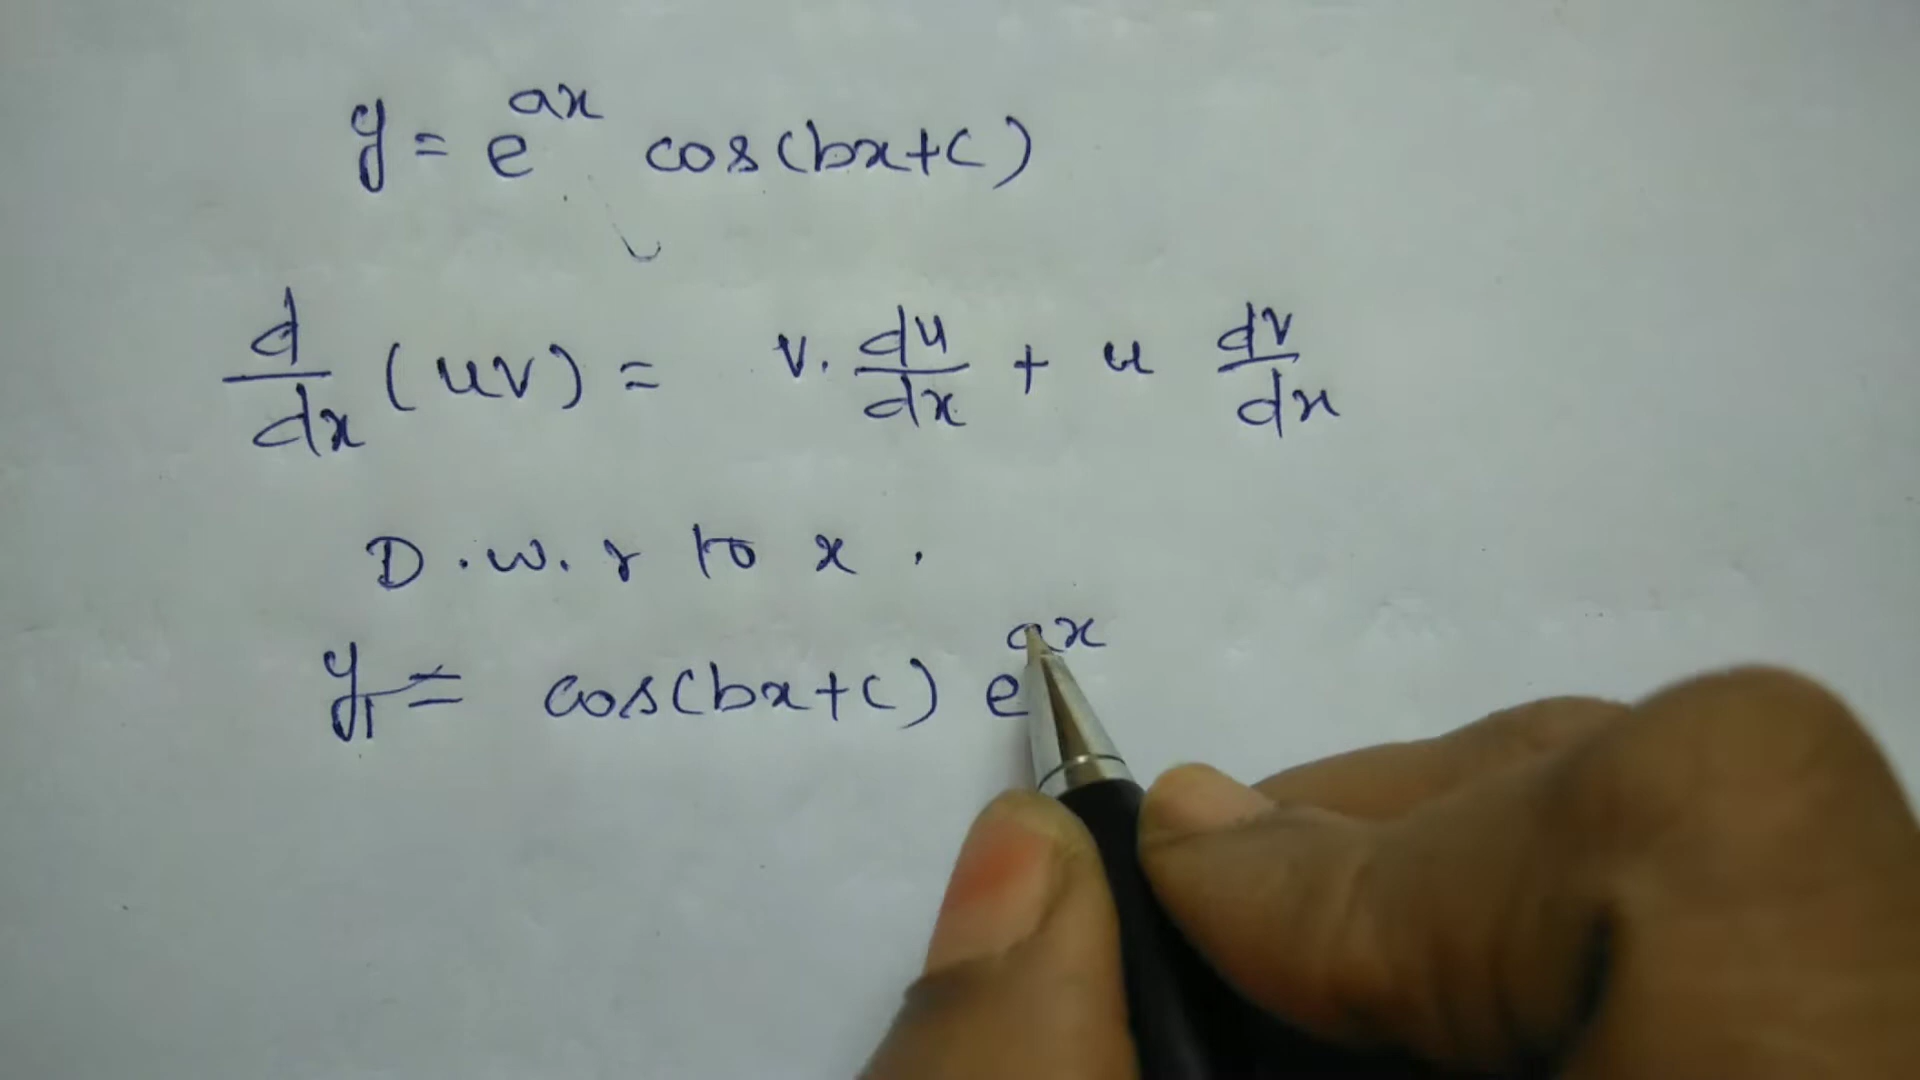 y = e^{ax} cos(bx+c)
d/dx (uv) = v. du/dx + u dv/dx
D.w.r to x.
y₁ = cos(bx+c) e^{ax}